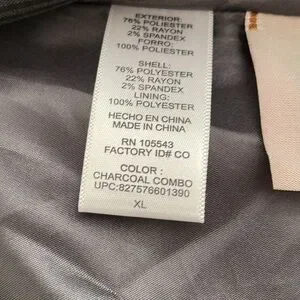 EXTERIOR:
76% POLIESTER
22% RAYON
2% SPANDEX
FORRO:
100% POLIESTER
SHELL:
76% POLYESTER
22% RAYON
2% SPANDEX
LINING:
100% POLYESTER
HECHO EN CHINA
MADE IN CHINA
RN 105543
FACTORY ID# CO
COLOR :
CHARCOAL COMBO
UPC:827576601390
XL